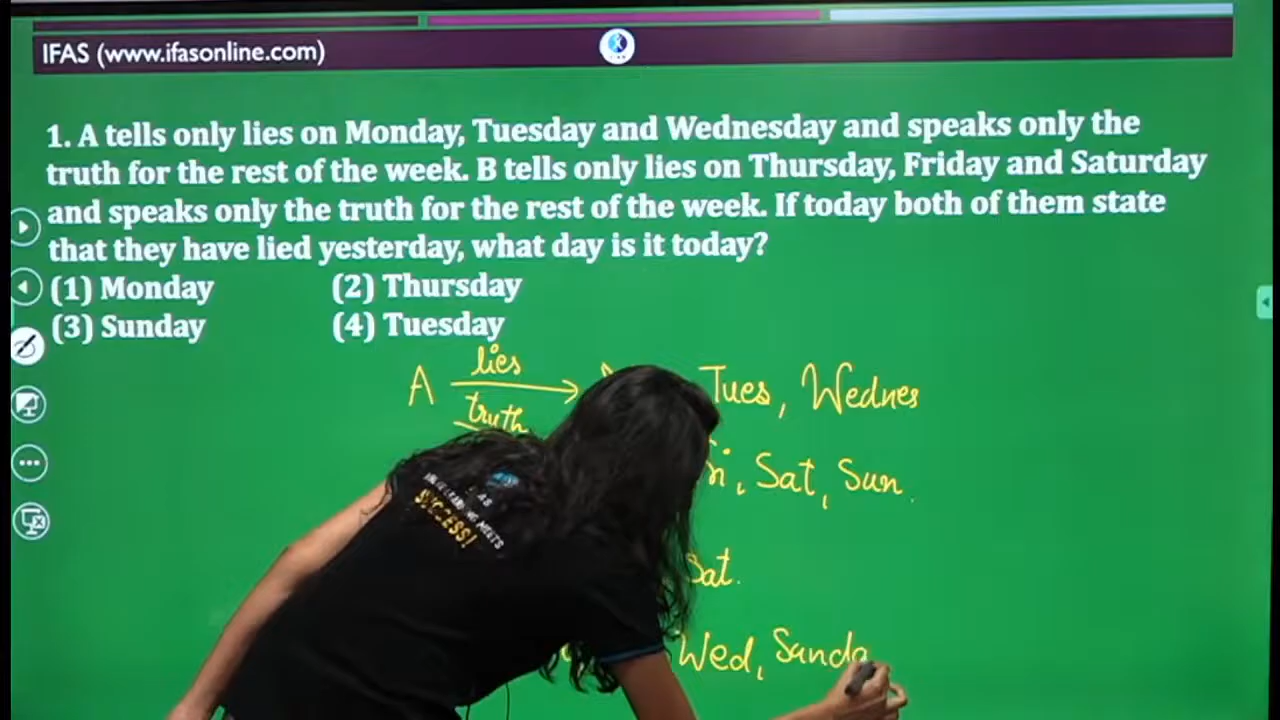 IFAS (www.ifasonline.com)
1. A tells only lies on Monday, Tuesday and Wednesday and speaks only the
truth for the rest of the week. B tells only lies on Thursday, Friday and Saturday
and speaks only the truth for the rest of the week. If today both of them state
that they have lied yesterday, what day is it today?
(1) Monday (2) Thursday
(3) Sunday (4) Tuesday
A lies Tues, Wednes
truth
Sat, Sun.
Sat.
Wed, Sunda
SUCCESS!